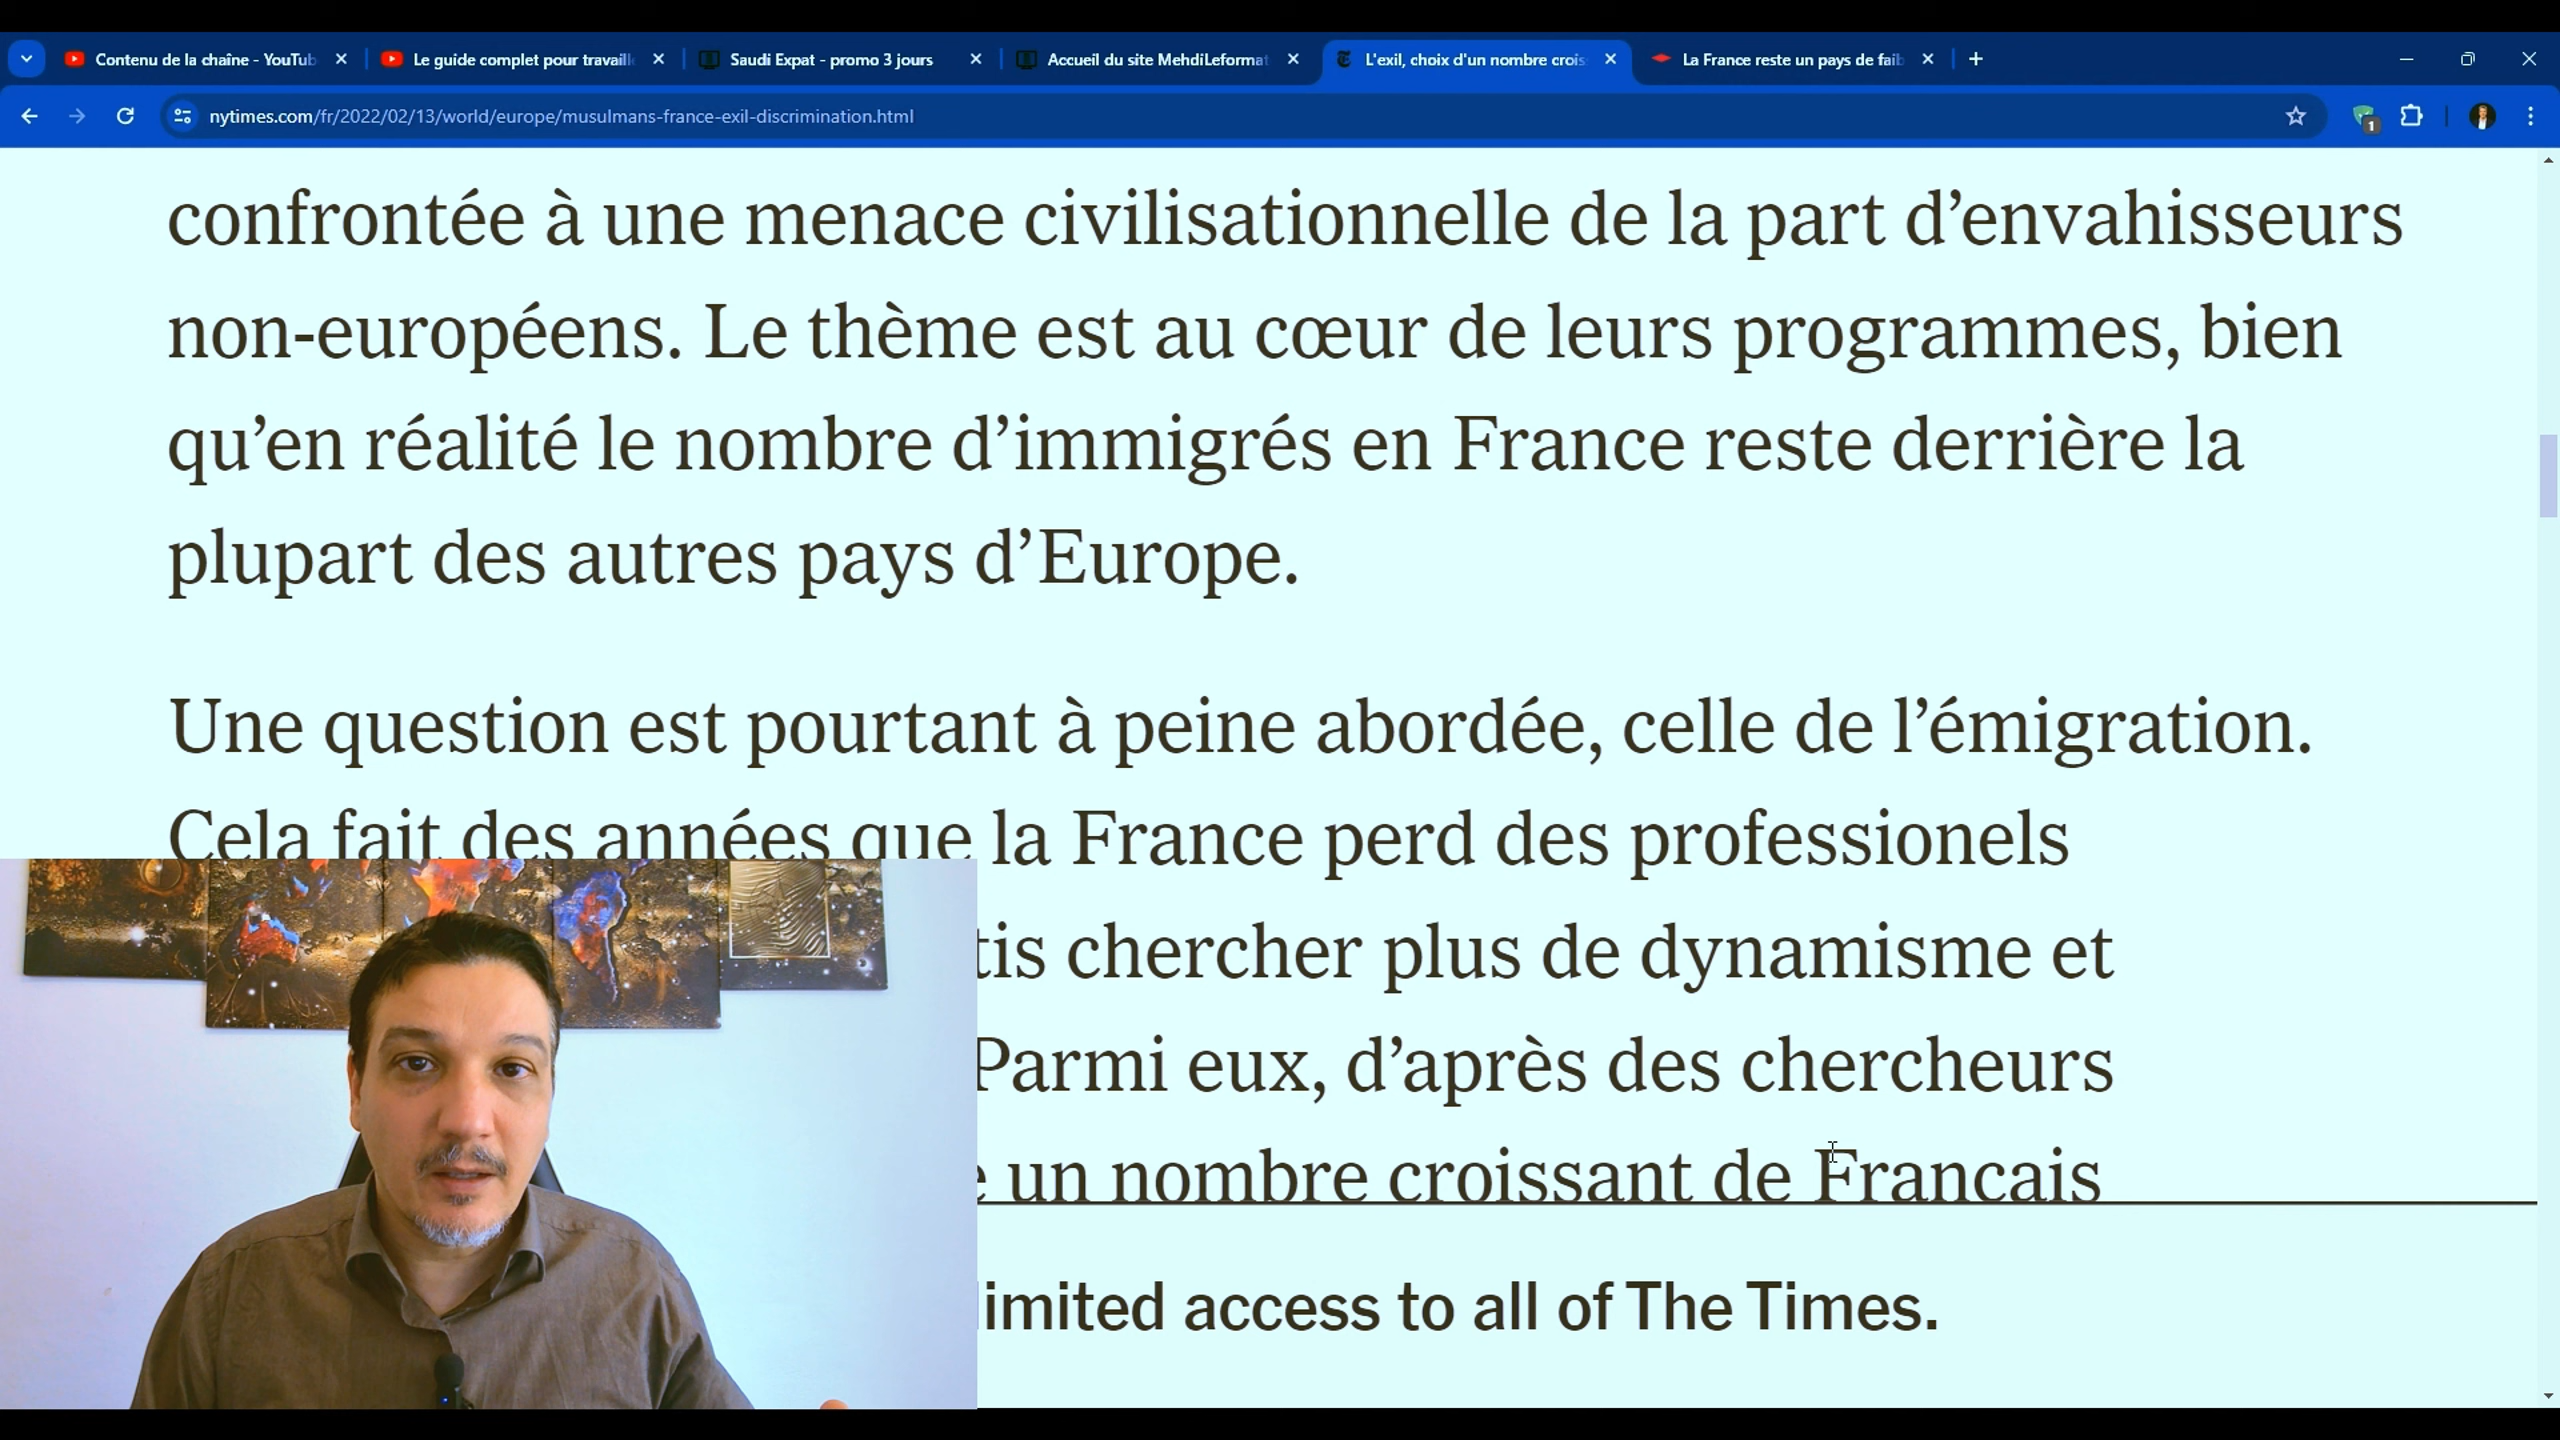 Contenu de la chaîne - YouTub
Le guide complet pour travaill
Saudi Expat - promo 3 jours
Accueil du site MehdiLeformat
L'exil, choix d'un nombre crois
La France reste un pays de faib
nytimes.com/fr/2022/02/13/world/europe/musulmans-france-exil-discrimination.html
1
confrontée à une menace civilisationnelle de la part d’envahisseurs
non-européens. Le thème est au cœur de leurs programmes, bien
qu’en réalité le nombre d’immigrés en France reste derrière la
plupart des autres pays d’Europe.
Une question est pourtant à peine abordée, celle de l’émigration.
Cela fait des années que la France perd des professionels
tis chercher plus de dynamisme et
Parmi eux, d’après des chercheurs
e un nombre croissant de Français
limited access to all of The Times.